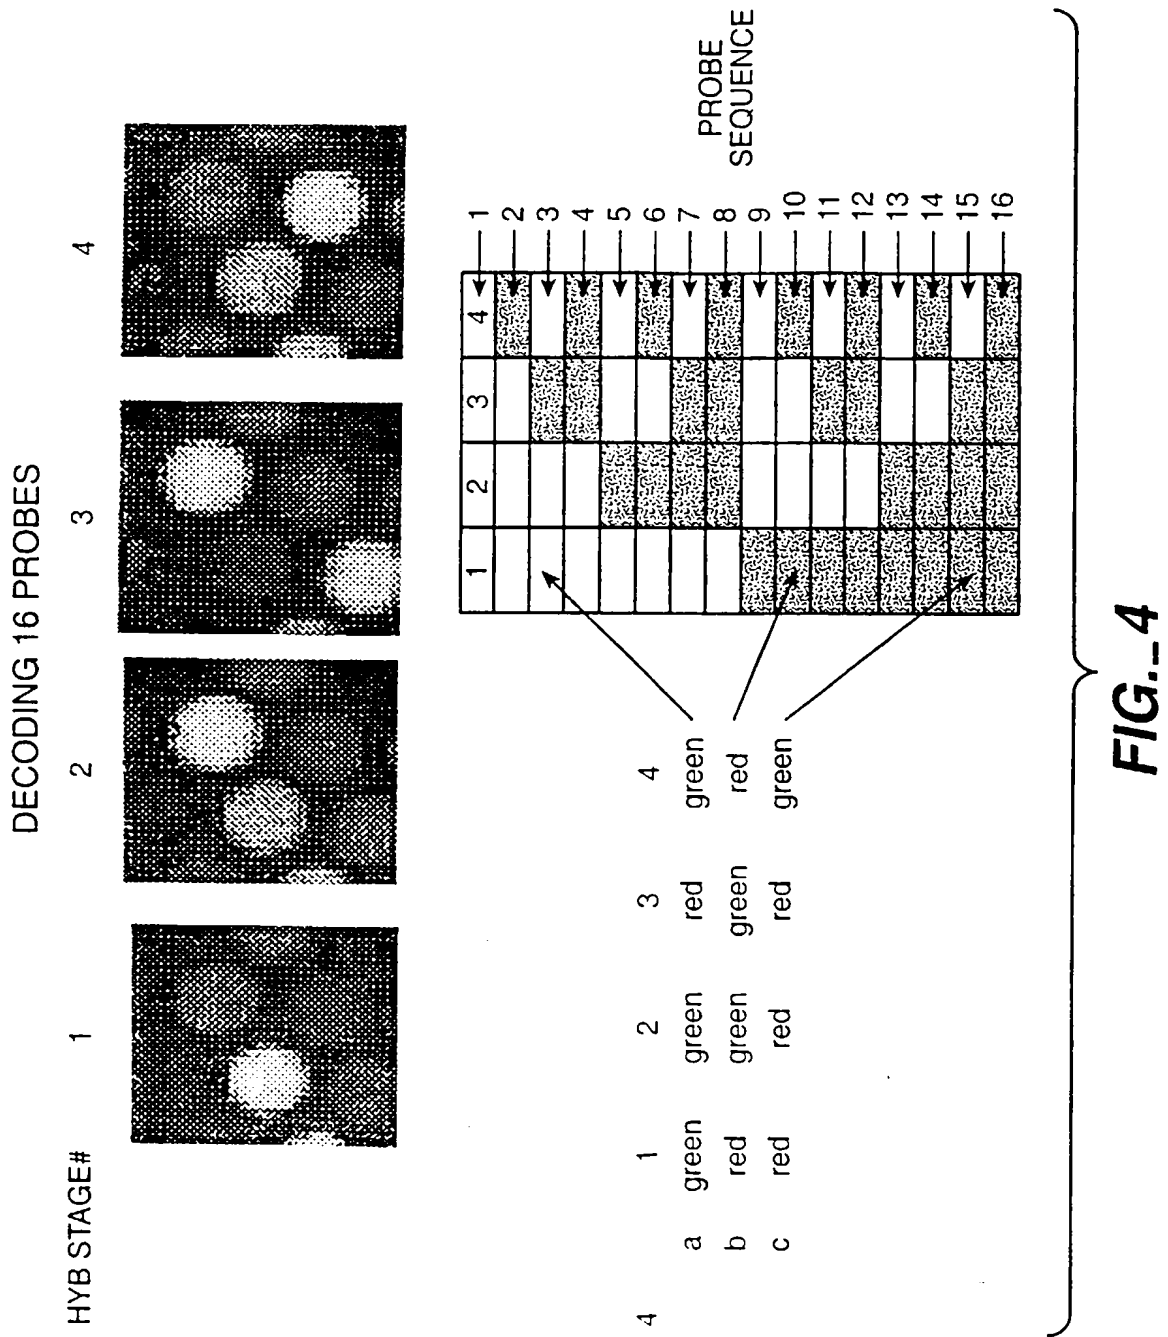 DECODING 16 PROBES
HYB STAGE# 1 2 3 4
4 1 2 3 4
a green green red green
b red green green red
c red red red green
1 2 3 4
1
2
3
4
5
6
7
8
9
10
11
12
13
14
15
16
PROBE
SEQUENCE
FIG._4